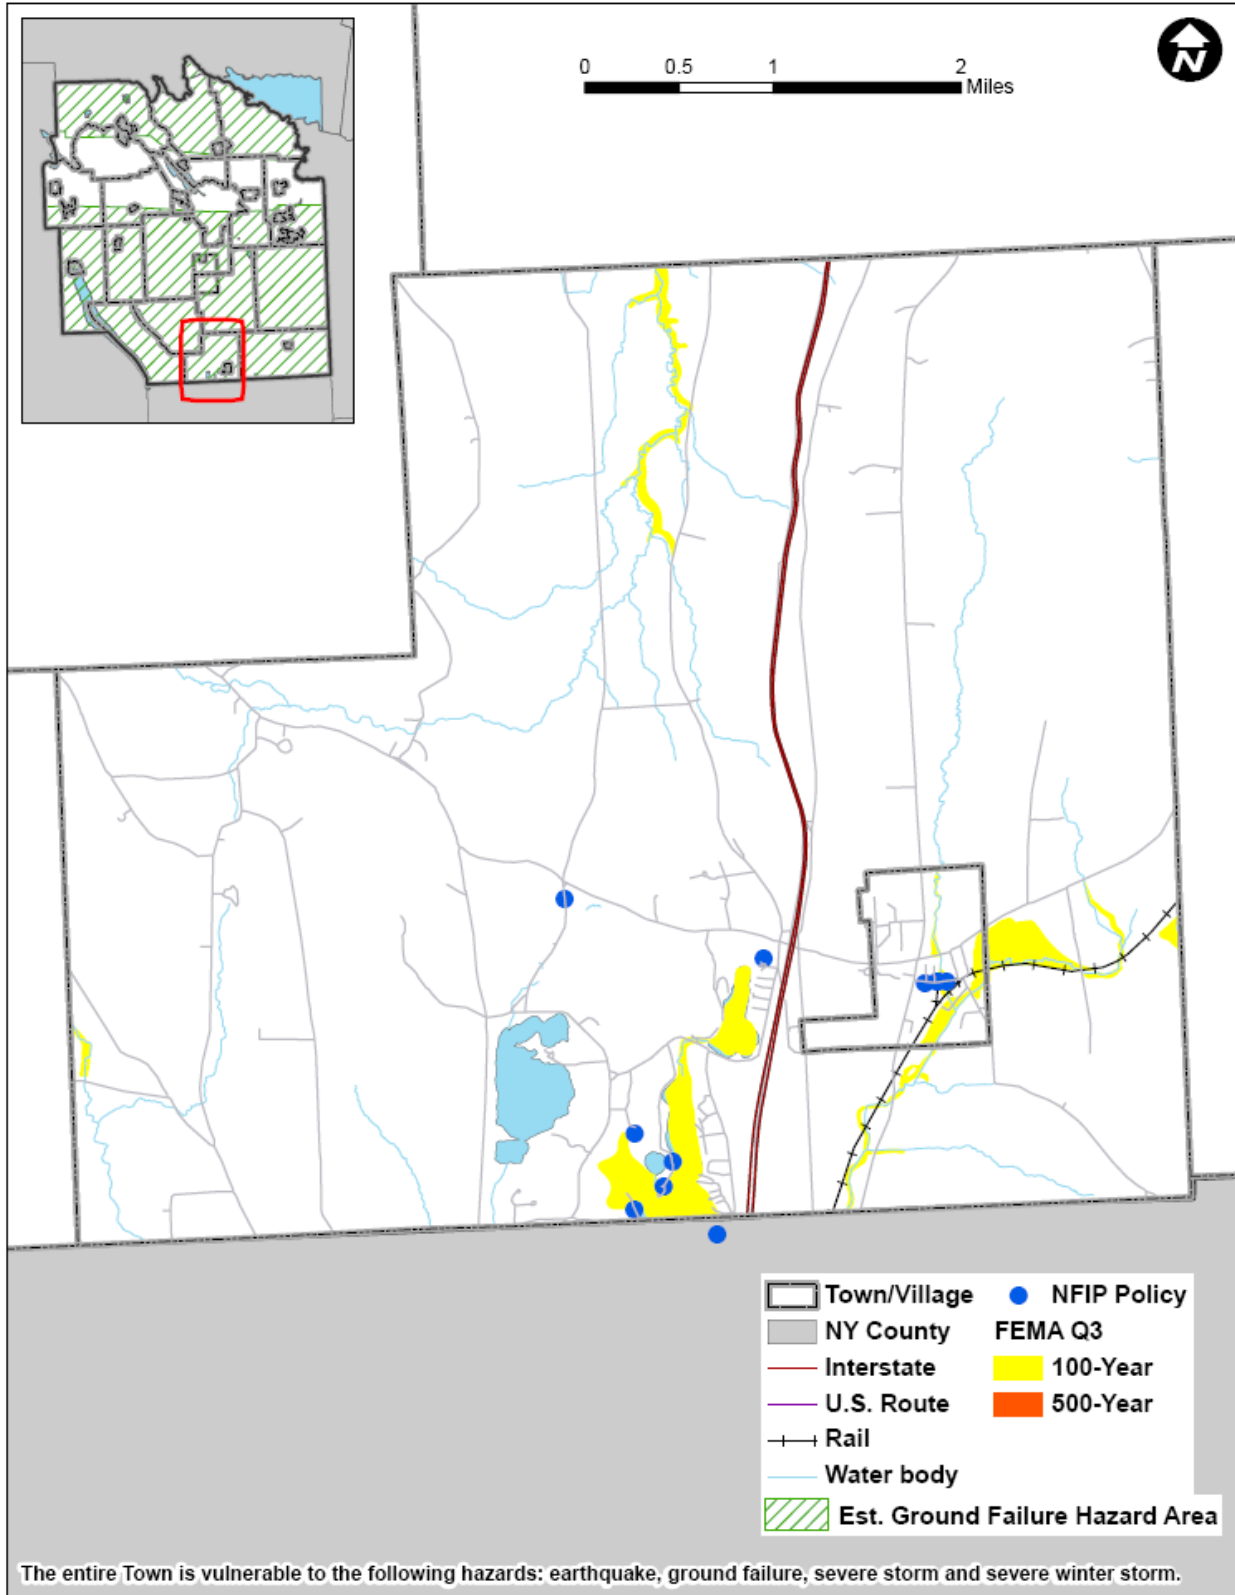 N
0 0.5 1 2
Miles
Town/Village NFIP Policy
NY County FEMA Q3
Interstate 100-Year
U.S. Route 500-Year
Rail
Water body
Est. Ground Failure Hazard Area
The entire Town is vulnerable to the following hazards: earthquake, ground failure, severe storm and severe winter storm.